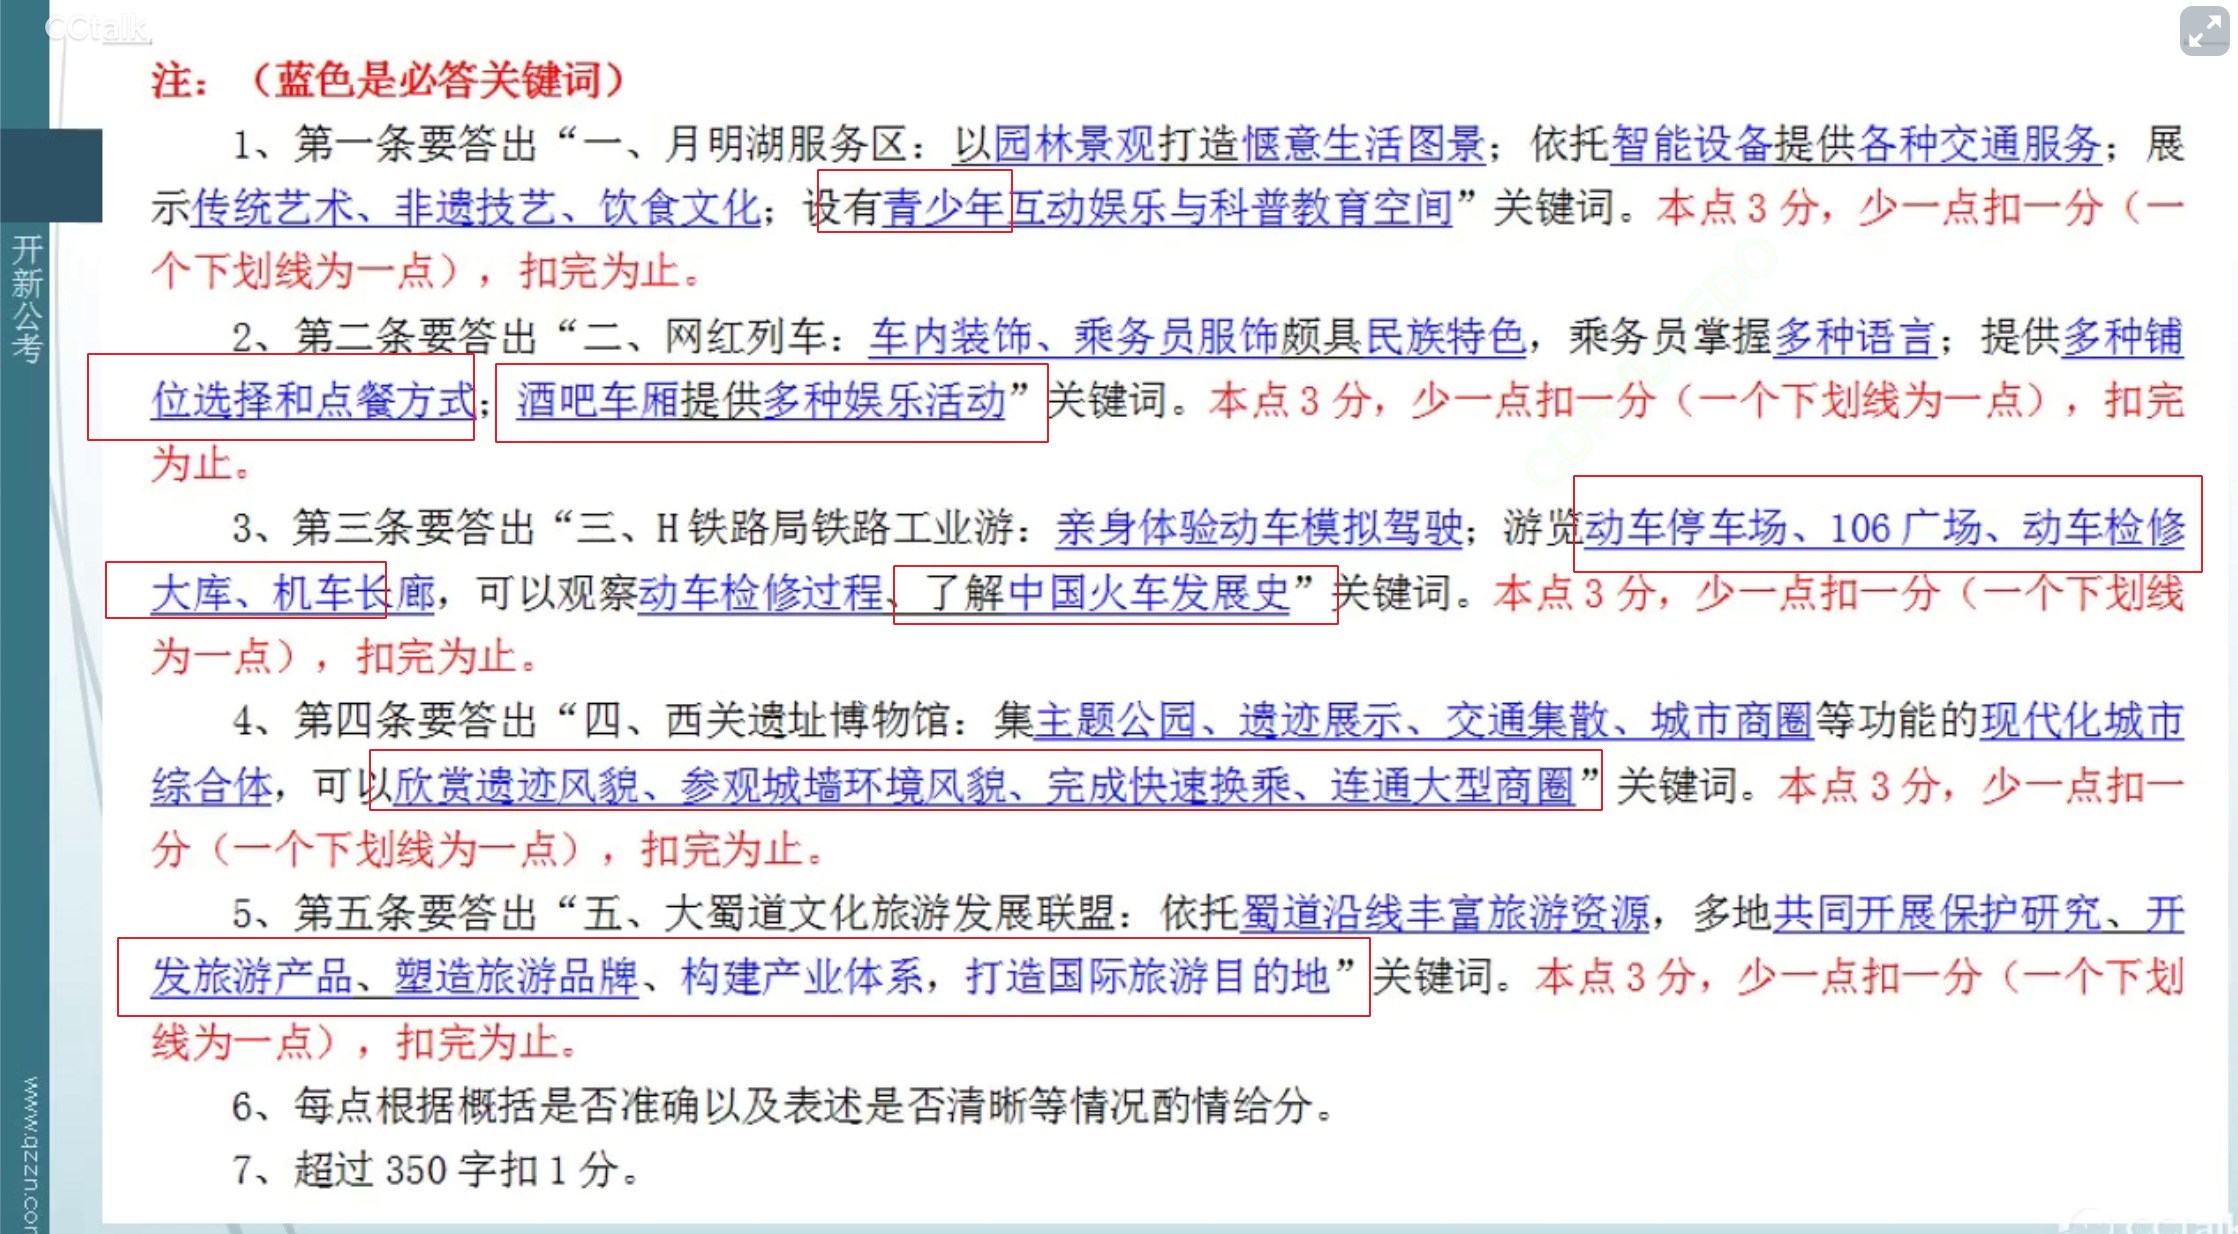 CCtalk
注：（蓝色是必答关键词）
1、第一条要答出“一、月明湖服务区：以园林景观打造惬意生活图景；依托智能设备提供各种交通服务；展
示传统艺术、非遗技艺、饮食文化；设有青少年互动娱乐与科普教育空间”关键词。本点 3 分，少一点扣一分（一
个下划线为一点），扣完为止。
2、第二条要答出“二、网红列车：车内装饰、乘务员服饰颇具民族特色，乘务员掌握多种语言；提供多种铺
位选择和点餐方式；酒吧车厢提供多种娱乐活动”关键词。本点 3 分，少一点扣一分（一个下划线为一点），扣完
为止。
3、第三条要答出“三、H 铁路局铁路工业游：亲身体验动车模拟驾驶；游览动车停车场、106 广场、动车检修
大库、机车长廊，可以观察动车检修过程、了解中国火车发展史”关键词。本点 3 分，少一点扣一分（一个下划线
为一点），扣完为止。
4、第四条要答出“四、西关遗址博物馆：集主题公园、遗迹展示、交通集散、城市商圈等功能的现代化城市
综合体，可以欣赏遗迹风貌、参观城墙环境风貌、完成快速换乘、连通大型商圈”关键词。本点 3 分，少一点扣一
分（一个下划线为一点），扣完为止。
5、第五条要答出“五、大蜀道文化旅游发展联盟：依托蜀道沿线丰富旅游资源，多地共同开展保护研究、开
发旅游产品、塑造旅游品牌、构建产业体系，打造国际旅游目的地”关键词。本点 3 分，少一点扣一分（一个下划
线为一点），扣完为止。
6、每点根据概括是否准确以及表述是否清晰等情况酌情给分。
7、超过 350 字扣 1 分。
开新公考
www.qzzn.com
CCtalk